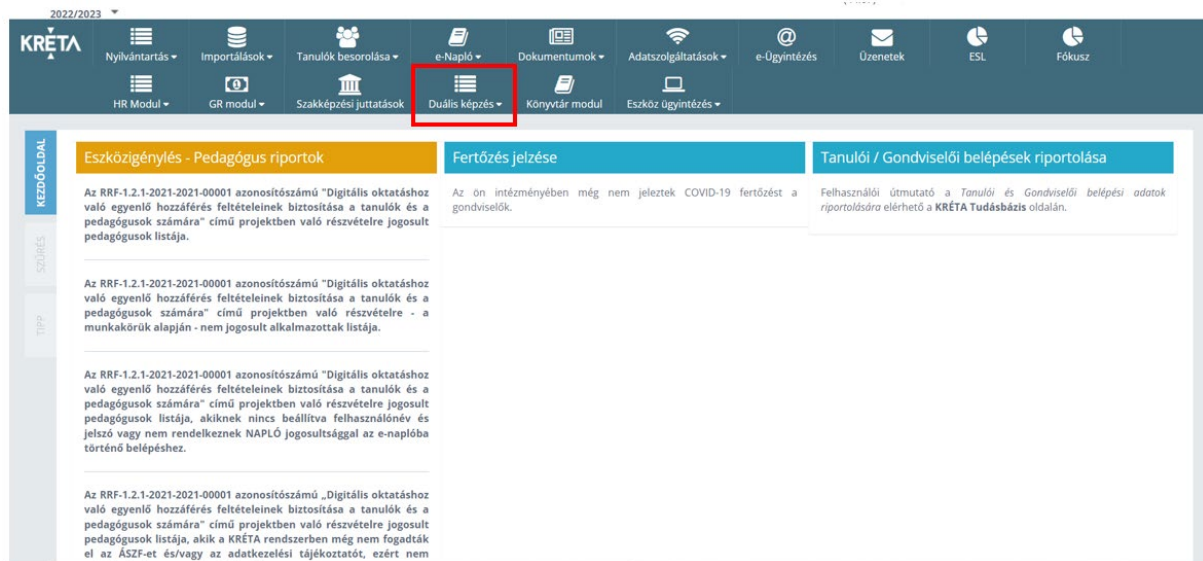 2022/2023
KRÉTA
Nyilvántartás
Importálások
Tanulók besorolása
e-Napló
Dokumentumok
Adatszolgáltatások
e-Ügyintézés
Üzenetek
ESL
Fókusz
HR Modul
GR modul
Szakképzési juttatások
Duális képzés
Könyvtár modul
Eszköz ügyintézés
KEZDŐOLDAL
SZŰRÉS
TIPP
Eszközigénylés - Pedagógus riportok
Az RRF-1.2.1-2021-2021-00001 azonosítószámú "Digitális oktatáshoz
való egyenlő hozzáférés feltételeinek biztosítása a tanulók és a
pedagógusok számára" című projektben való részvételre jogosult
pedagógusok listája.
Az RRF-1.2.1-2021-2021-00001 azonosítószámú "Digitális oktatáshoz
való egyenlő hozzáférés feltételeinek biztosítása a tanulók és a
pedagógusok számára" című projektben való részvételre - a
munkakörük alapján - nem jogosult alkalmazottak listája.
Az RRF-1.2.1-2021-2021-00001 azonosítószámú "Digitális oktatáshoz
való egyenlő hozzáférés feltételeinek biztosítása a tanulók és a
pedagógusok számára" című projektben való részvételre jogosult
pedagógusok listája, akiknek nincs beállítva felhasználónév és
jelszó vagy nem rendelkeznek NAPLÓ jogosultsággal az e-naplóba
történő belépéshez.
Az RRF-1.2.1-2021-2021-00001 azonosítószámú „Digitális oktatáshoz
való egyenlő hozzáférés feltételeinek biztosítása a tanulók és a
pedagógusok számára" című projektben való részvételre jogosult
pedagógusok listája, akik a KRÉTA rendszerben még nem fogadták
el az ÁSZF-et és/vagy az adatkezelési tájékoztatót, ezért nem
Fertőzés jelzése
Az ön intézményében még nem jeleztek COVID-19 fertőzést a
gondviselők.
Tanulói / Gondviselői belépések riportolása
Felhasználói útmutató a Tanulói és Gondviselői belépési adatok
riportolására elérhető a KRÉTA Tudásbázis oldalán.